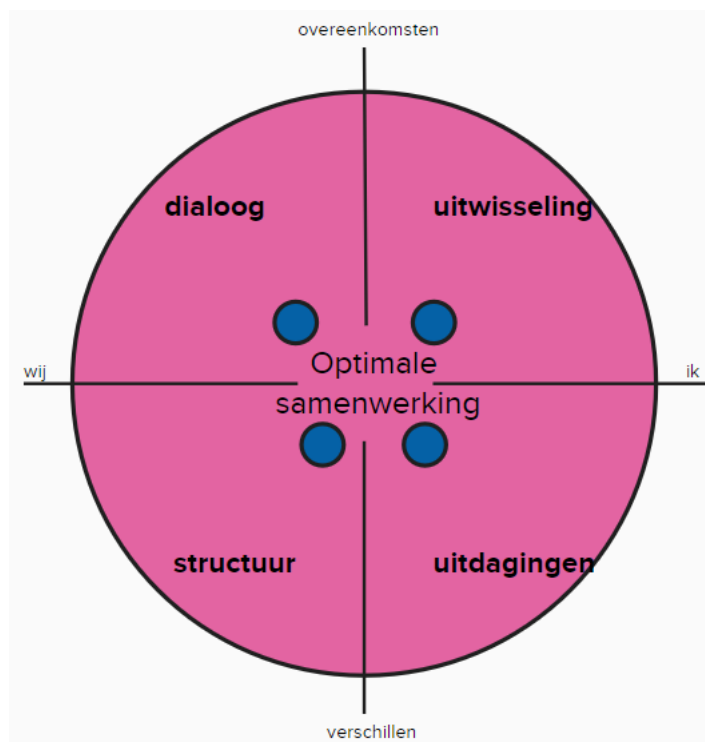 overeenkomsten
dialoog
uitwisseling
wij
Optimale
samenwerking
ik
structuur
uitdagingen
verschillen